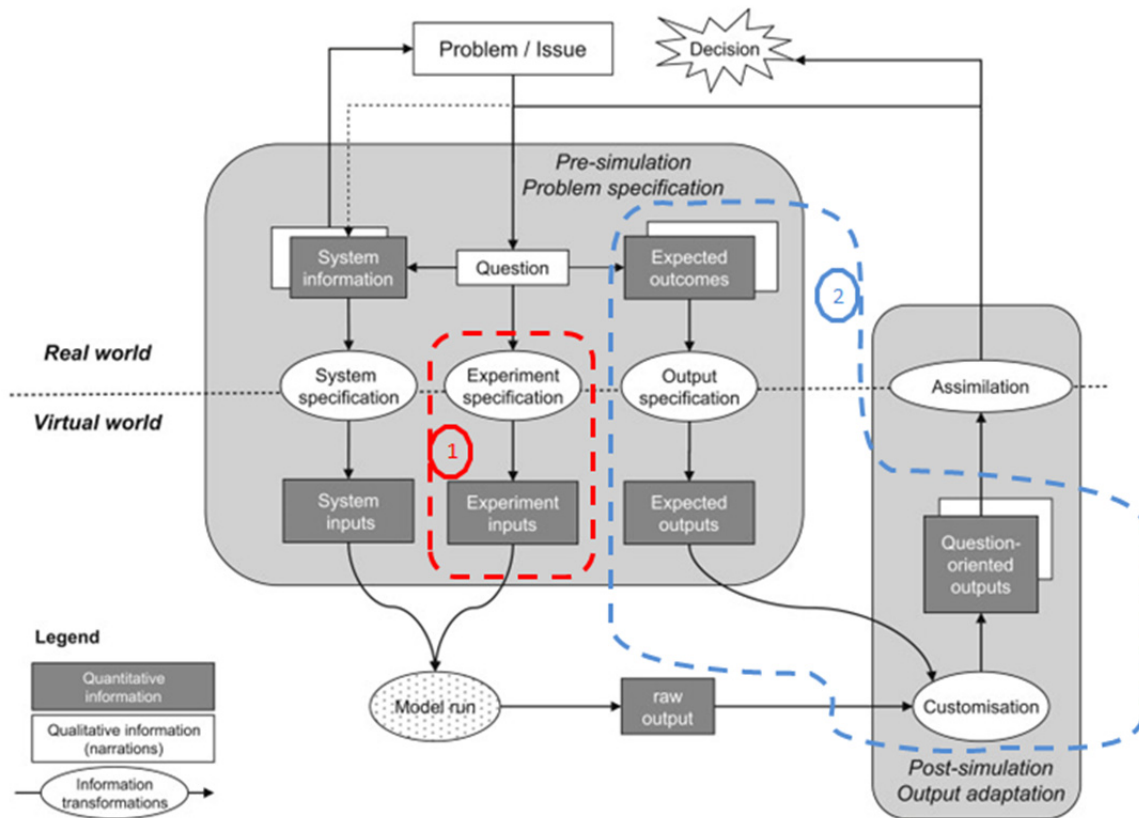 Problem / Issue
Decision
Pre-simulation
Problem specification
System
information
Question
Expected
outcomes
2
Real world
System
specification
Experiment
specification
Output
specification
Assimilation
Virtual world
1
System
inputs
Experiment
inputs
Expected
outputs
Question-
oriented
outputs
Legend
Quantitative
information
Qualitative information
(narrations)
Information
transformations
Model run
raw
output
Customisation
Post-simulation
Output adaptation